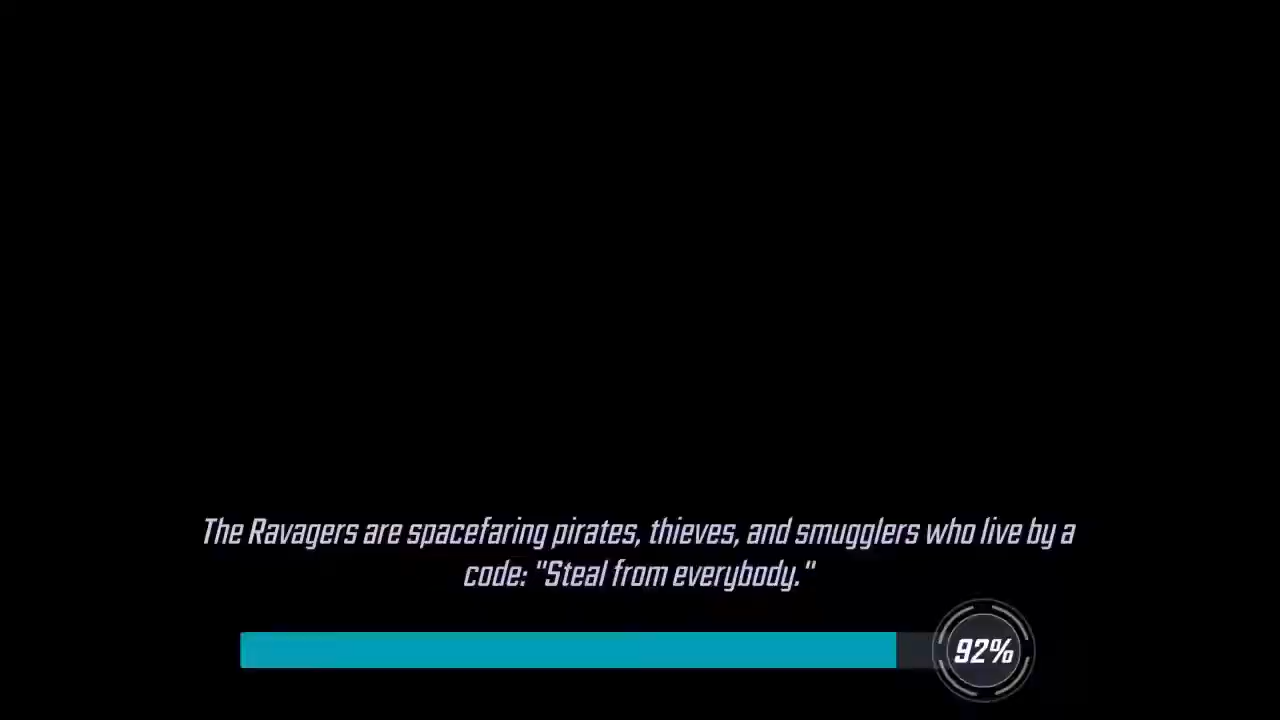 The Ravagers are spacefaring pirates, thieves, and smugglers who live by a
code: "Steal from everybody."
92%